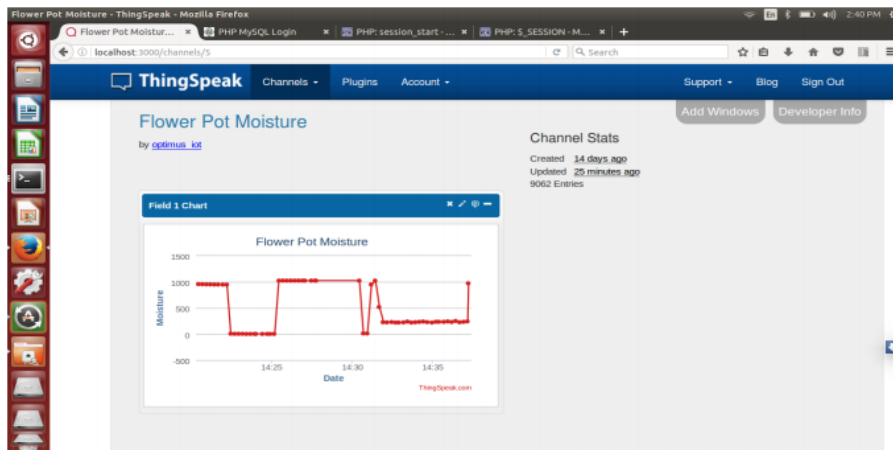 Flower Pot Moisture - ThingSpeak - Mozilla Firefox
En
2:40 PM
Flower Pot Moistur... ×
PHP MySQL Login ×
PHP: session_start - ... ×
PHP: $_SESSION - M... ×
+
localhost:3000/channels/5
Search
ThingSpeak
Channels
Plugins
Account
Support
Blog
Sign Out
Add Windows
Developer Info
Flower Pot Moisture
by optimus_iot
Channel Stats
Created 14 days ago
Updated 25 minutes ago
9062 Entries
Field 1 Chart
Flower Pot Moisture
1500
1000
500
0
-500
Moisture
14:25
14:30
14:35
Date
ThingSpeak.com